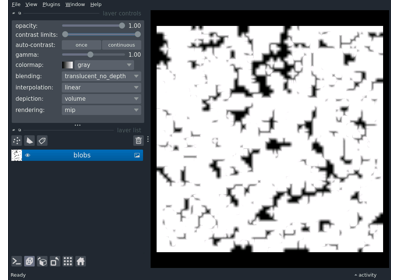 File View Plugins Window Help
layer controls
opacity: 1.00
contrast limits:
auto-contrast: once continuous
gamma: 1.00
colormap: gray
blending: translucent_no_depth
interpolation: linear
depiction: volume
rendering: mip
layer list
blobs
Ready activity